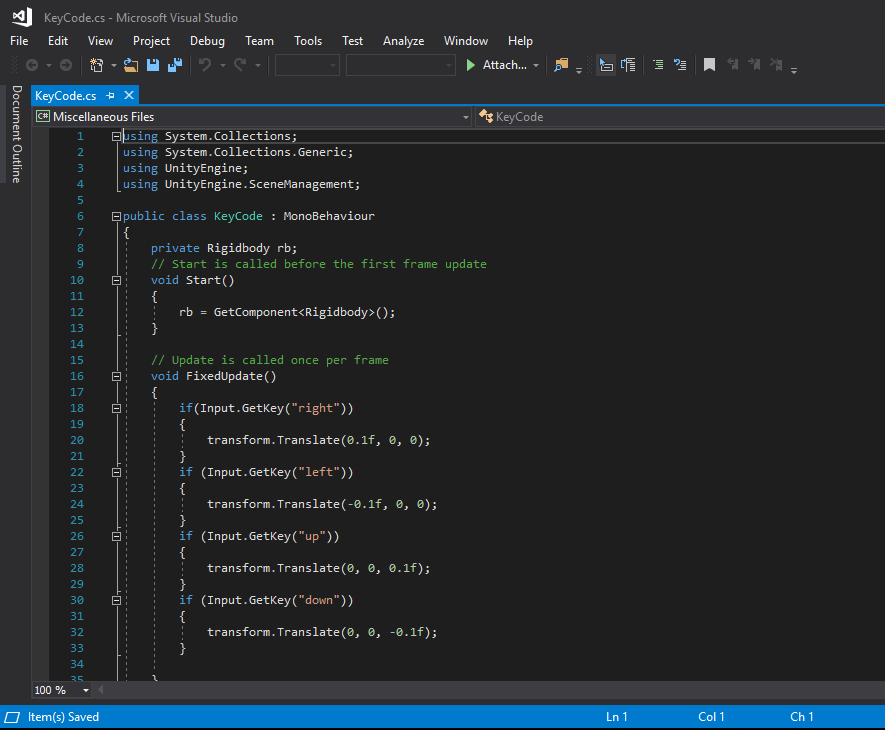 KeyCode.cs - Microsoft Visual Studio
File Edit View Project Debug Team Tools Test Analyze Window Help
Attach...
Document Outline
KeyCode.cs
C# Miscellaneous Files KeyCode
1 using System.Collections;
2 using System.Collections.Generic;
3 using UnityEngine;
4 using UnityEngine.SceneManagement;
5
6 public class KeyCode : MonoBehaviour
7 {
8 private Rigidbody rb;
9 // Start is called before the first frame update
10 void Start()
11 {
12 rb = GetComponent<Rigidbody>();
13 }
14
15 // Update is called once per frame
16 void FixedUpdate()
17 {
18 if(Input.GetKey("right"))
19 {
20 transform.Translate(0.1f, 0, 0);
21 }
22 if (Input.GetKey("left"))
23 {
24 transform.Translate(-0.1f, 0, 0);
25 }
26 if (Input.GetKey("up"))
27 {
28 transform.Translate(0, 0, 0.1f);
29 }
30 if (Input.GetKey("down"))
31 {
32 transform.Translate(0, 0, -0.1f);
33 }
34
35 }
100 %
Item(s) Saved Ln 1 Col 1 Ch 1